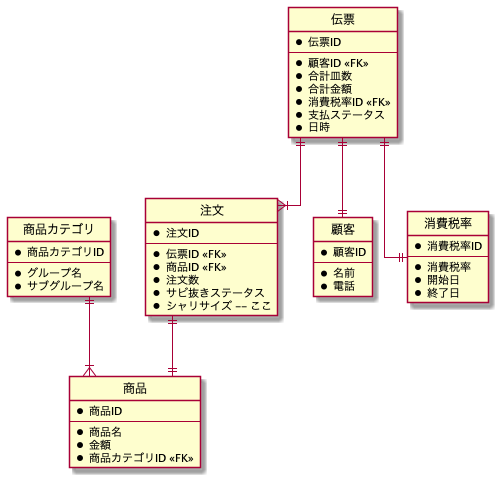 伝票
伝票ID
顧客ID «FK»
合計皿数
合計金額
消費税率ID «FK»
支払ステータス
日時
注文
注文ID
伝票ID «FK»
商品ID «FK»
注文数
サビ抜きステータス
シャリサイズ -- ここ
顧客
顧客ID
名前
電話
消費税率
消費税率ID
消費税率
開始日
終了日
商品カテゴリ
商品カテゴリID
グループ名
サブグループ名
商品
商品ID
商品名
金額
商品カテゴリID «FK»